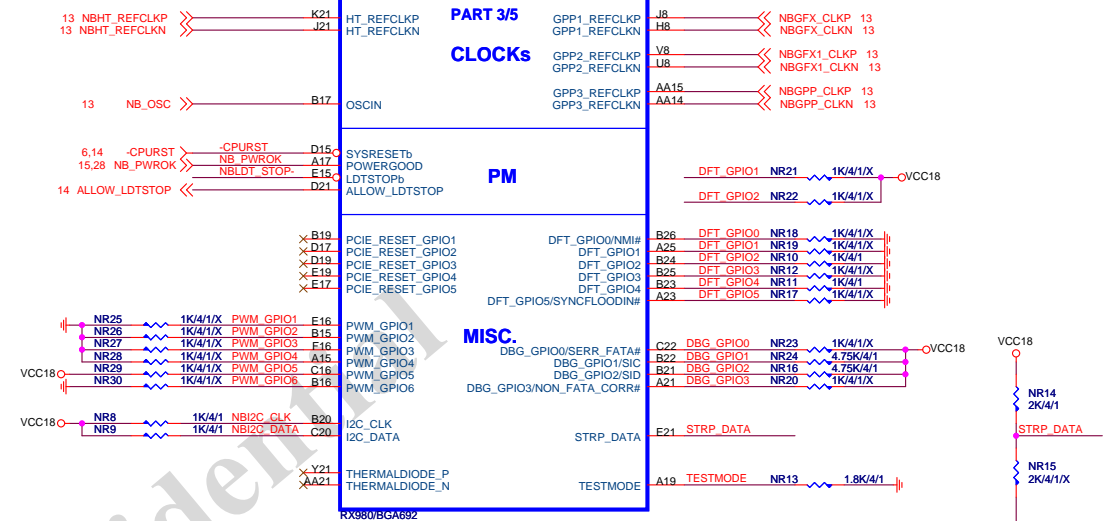 PART 3/5
CLOCKs
13 NBHT_REFCLKP K21 HT_REFCLKP GPP1_REFCLKP J8 NBGFX_CLKP 13
13 NBHT_REFCLKN J21 HT_REFCLKN GPP1_REFCLKN H8 NBGFX_CLKN 13
GPP2_REFCLKP V8 NBGFX1_CLKP 13
GPP2_REFCLKN U8 NBGFX1_CLKN 13
GPP3_REFCLKP AA15 NBGPP_CLKP 13
13 NB_OSC B17 OSCIN GPP3_REFCLKN AA14 NBGPP_CLKN 13
6,14 -CPURST -CPURST D15 SYSRESETb
15,28 NB_PWROK NB_PWROK A17 POWERGOOD
NBLDT_STOP- E15 LDTSTOPb
14 ALLOW_LDTSTOP D21 ALLOW_LDTSTOP
PM
DFT_GPIO1 NR21 1K/4/1/X VCC18
DFT_GPIO2 NR22 1K/4/1/X
B19 PCIE_RESET_GPIO1 DFT_GPIO0/NMI# B26 DFT_GPIO0 NR18 1K/4/1/X
D17 PCIE_RESET_GPIO2 DFT_GPIO1 A25 DFT_GPIO1 NR19 1K/4/1/X
D19 PCIE_RESET_GPIO3 DFT_GPIO2 B24 DFT_GPIO2 NR10 1K/4/1
E19 PCIE_RESET_GPIO4 DFT_GPIO3 B25 DFT_GPIO3 NR12 1K/4/1/X
E17 PCIE_RESET_GPIO5 DFT_GPIO4 B23 DFT_GPIO4 NR11 1K/4/1
DFT_GPIO5/SYNCFLOODIN# A23 DFT_GPIO5 NR17 1K/4/1/X
MISC.
NR25 1K/4/1/X PWM_GPIO1 E16 PWM_GPIO1
NR26 1K/4/1/X PWM_GPIO2 B15 PWM_GPIO2
NR27 1K/4/1/X PWM_GPIO3 F16 PWM_GPIO3
NR28 1K/4/1/X PWM_GPIO4 A15 PWM_GPIO4
VCC18 NR29 1K/4/1/X PWM_GPIO5 C16 PWM_GPIO5
NR30 1K/4/1/X PWM_GPIO6 B16 PWM_GPIO6
DBG_GPIO0/SERR_FATA# C22 DBG_GPIO0 NR23 1K/4/1/X VCC18
DBG_GPIO1/SIC B22 DBG_GPIO1 NR24 4.75K/4/1
DBG_GPIO2/SID B21 DBG_GPIO2 NR16 4.75K/4/1
DBG_GPIO3/NON_FATA_CORR# A21 DBG_GPIO3 NR20 1K/4/1/X
VCC18 NR8 1K/4/1 NBI2C_CLK B20 I2C_CLK
NR9 1K/4/1 NBI2C_DATA C20 I2C_DATA
STRP_DATA E21 STRP_DATA
Y21 THERMALDIODE_P
AA21 THERMALDIODE_N
TESTMODE A19 TESTMODE NR13 1.8K/4/1
VCC18
NR14
2K/4/1
STRP_DATA
NR15
2K/4/1/X
RX980/BGA692
fidential